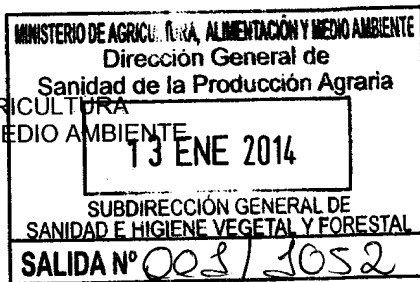 MINISTERIO DE AGRICULTURA, ALIMENTACIÓN Y MEDIO AMBIENTE
Dirección General de
Sanidad de la Producción Agraria
RICULTURA
EDIO AMBIENTE
13 ENE 2014
SUBDIRECCIÓN GENERAL DE
SANIDAD E HIGIENE VEGETAL Y FORESTAL
SALIDA Nº 001/1052